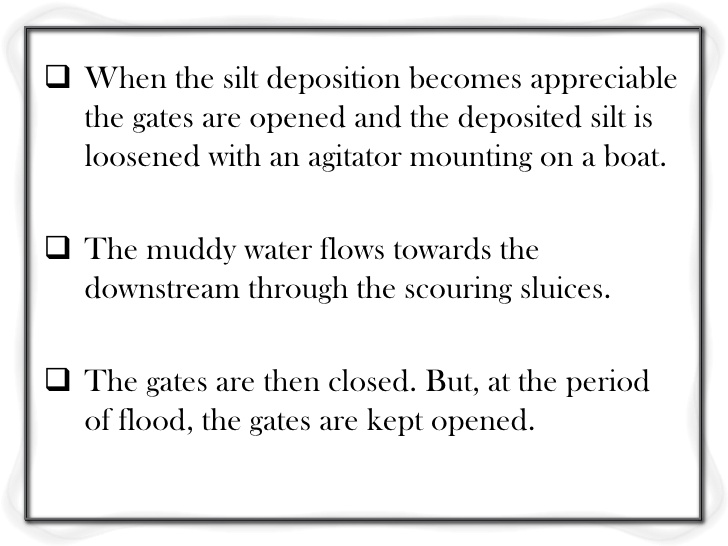 ❑ When the silt deposition becomes appreciable
the gates are opened and the deposited silt is
loosened with an agitator mounting on a boat.
❑ The muddy water flows towards the
downstream through the scouring sluices.
❑ The gates are then closed. But, at the period
of flood, the gates are kept opened.